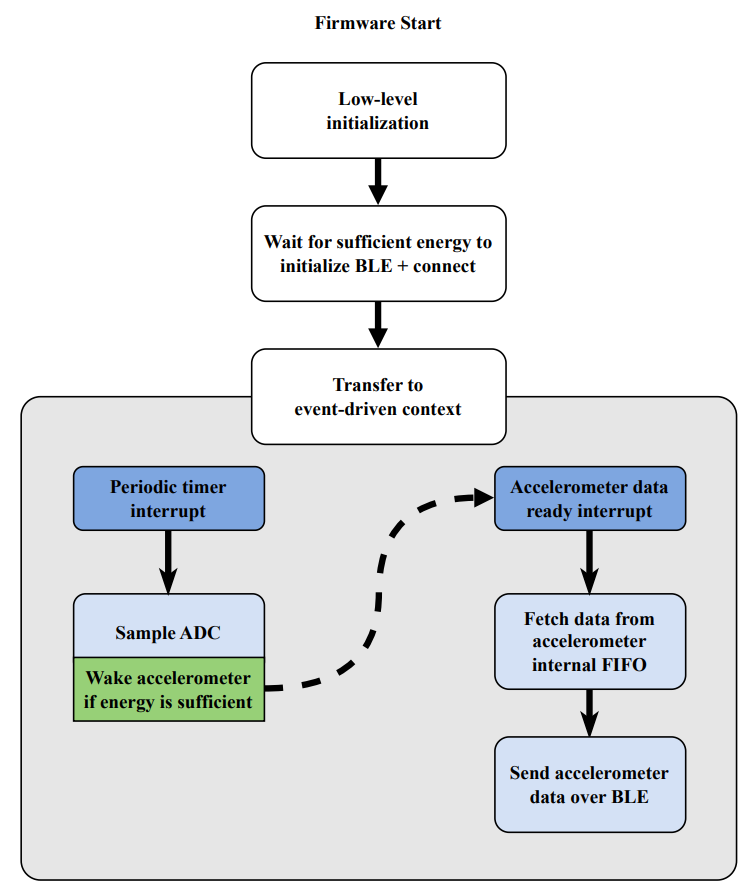 Firmware Start
Low-level
initialization
Wait for sufficient energy to
initialize BLE + connect
Transfer to
event-driven context
Periodic timer
interrupt
Sample ADC
Wake accelerometer
if energy is sufficient
Accelerometer data
ready interrupt
Fetch data from
accelerometer
internal FIFO
Send accelerometer
data over BLE